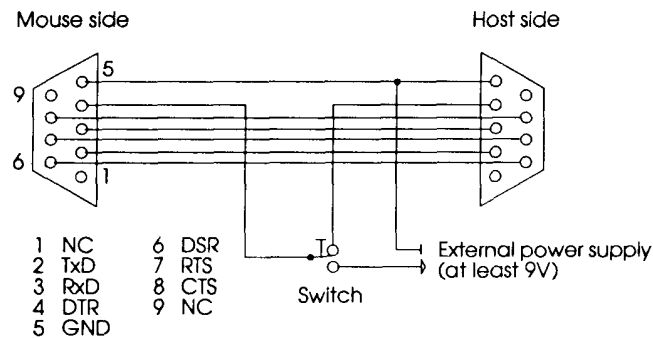 Mouse side
Host side
5
9
6
1
1 NC
2 TxD
3 RxD
4 DTR
5 GND
6 DSR
7 RTS
8 CTS
9 NC
T
Switch
External power supply
(at least 9V)